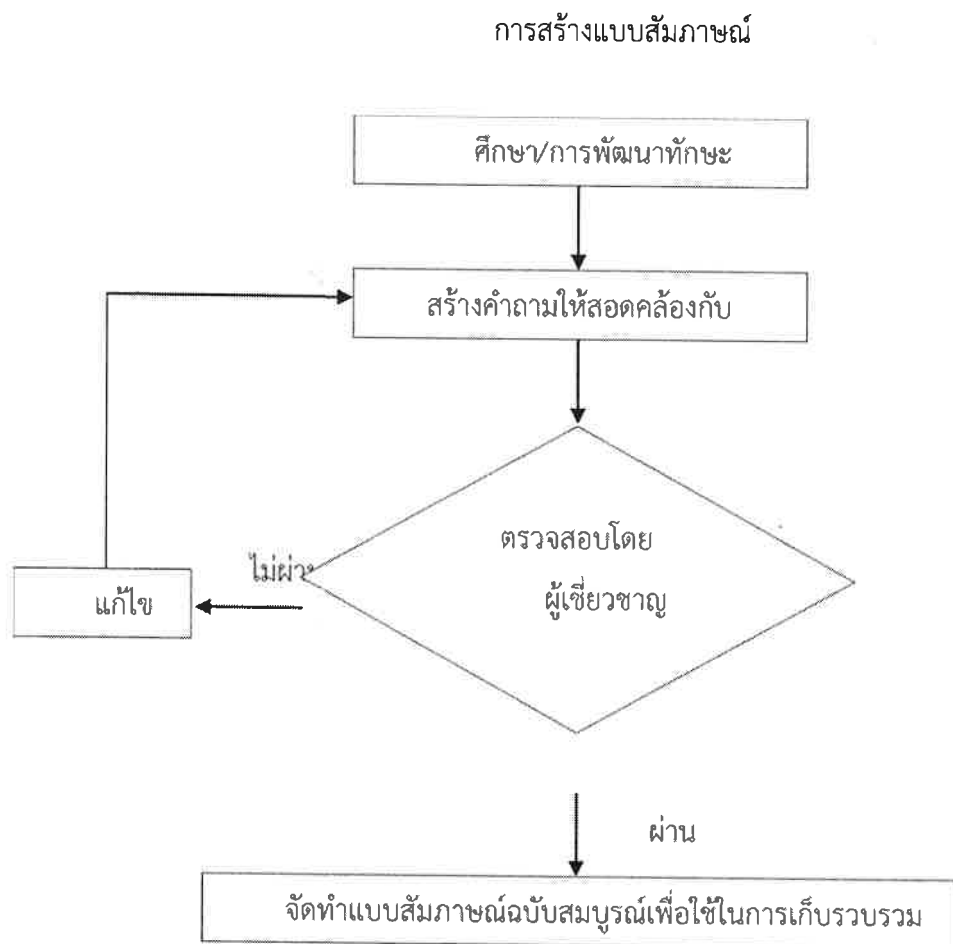 การสร้างแบบสัมภาษณ์
ศึกษา/การพัฒนาทักษะ
สร้างคำถามให้สอดคล้องกับ
ตรวจสอบโดย
ผู้เชี่ยวชาญ
แก้ไข
ผ่าน
จัดทำแบบสัมภาษณ์ฉบับสมบูรณ์เพื่อใช้ในการเก็บรวบรวม